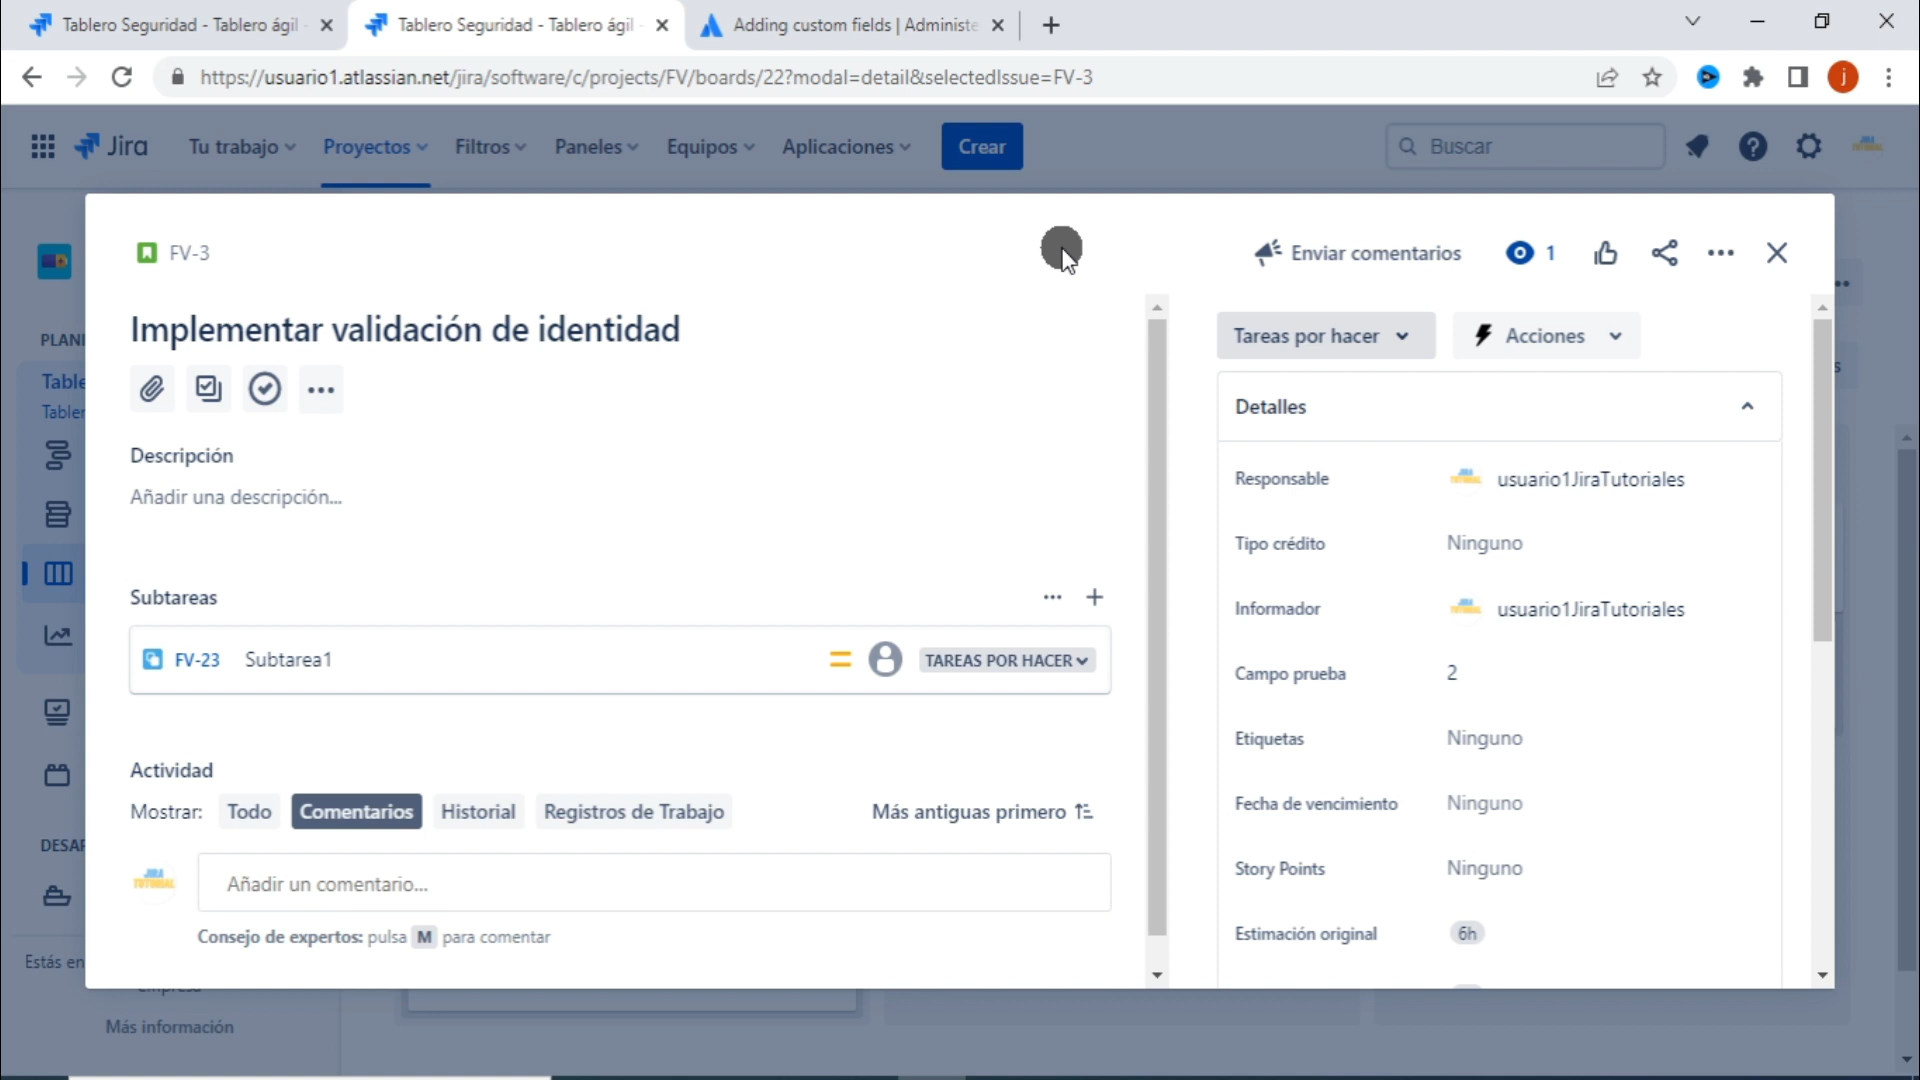 Tablero Seguridad - Tablero ágil
Tablero Seguridad - Tablero ágil
Adding custom fields | Administe
https://usuario1.atlassian.net/jira/software/c/projects/FV/boards/22?modal=detail&selectedIssue=FV-3
j
Jira
Tu trabajo
Proyectos
Filtros
Paneles
Equipos
Aplicaciones
Crear
Buscar
FV-3
Enviar comentarios
1
Implementar validación de identidad
Tareas por hacer
Acciones
PLANI
Table
Tabler
Detalles
Descripción
Añadir una descripción...
Responsable
usuario1JiraTutoriales
Tipo crédito
Ninguno
Subtareas
Informador
usuario1JiraTutoriales
FV-23
Subtarea1
TAREAS POR HACER
Campo prueba
2
Etiquetas
Ninguno
Actividad
Mostrar:
Todo
Comentarios
Historial
Registros de Trabajo
Más antiguas primero
Fecha de vencimiento
Ninguno
DESAR
Story Points
Ninguno
JIRA
TUTORIAL
Añadir un comentario...
Estimación original
6h
Consejo de expertos: pulsa M para comentar
Estás en
empresa
Más información